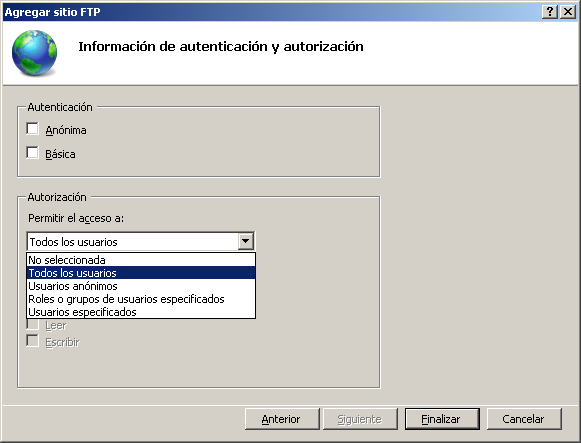 Agregar sitio FTP
Información de autenticación y autorización
Autenticación
Anónima
Básica
Autorización
Permitir el acceso a:
Todos los usuarios
No seleccionada
Todos los usuarios
Usuarios anónimos
Roles o grupos de usuarios especificados
Usuarios especificados
Leer
Escribir
Anterior Siguiente Finalizar Cancelar